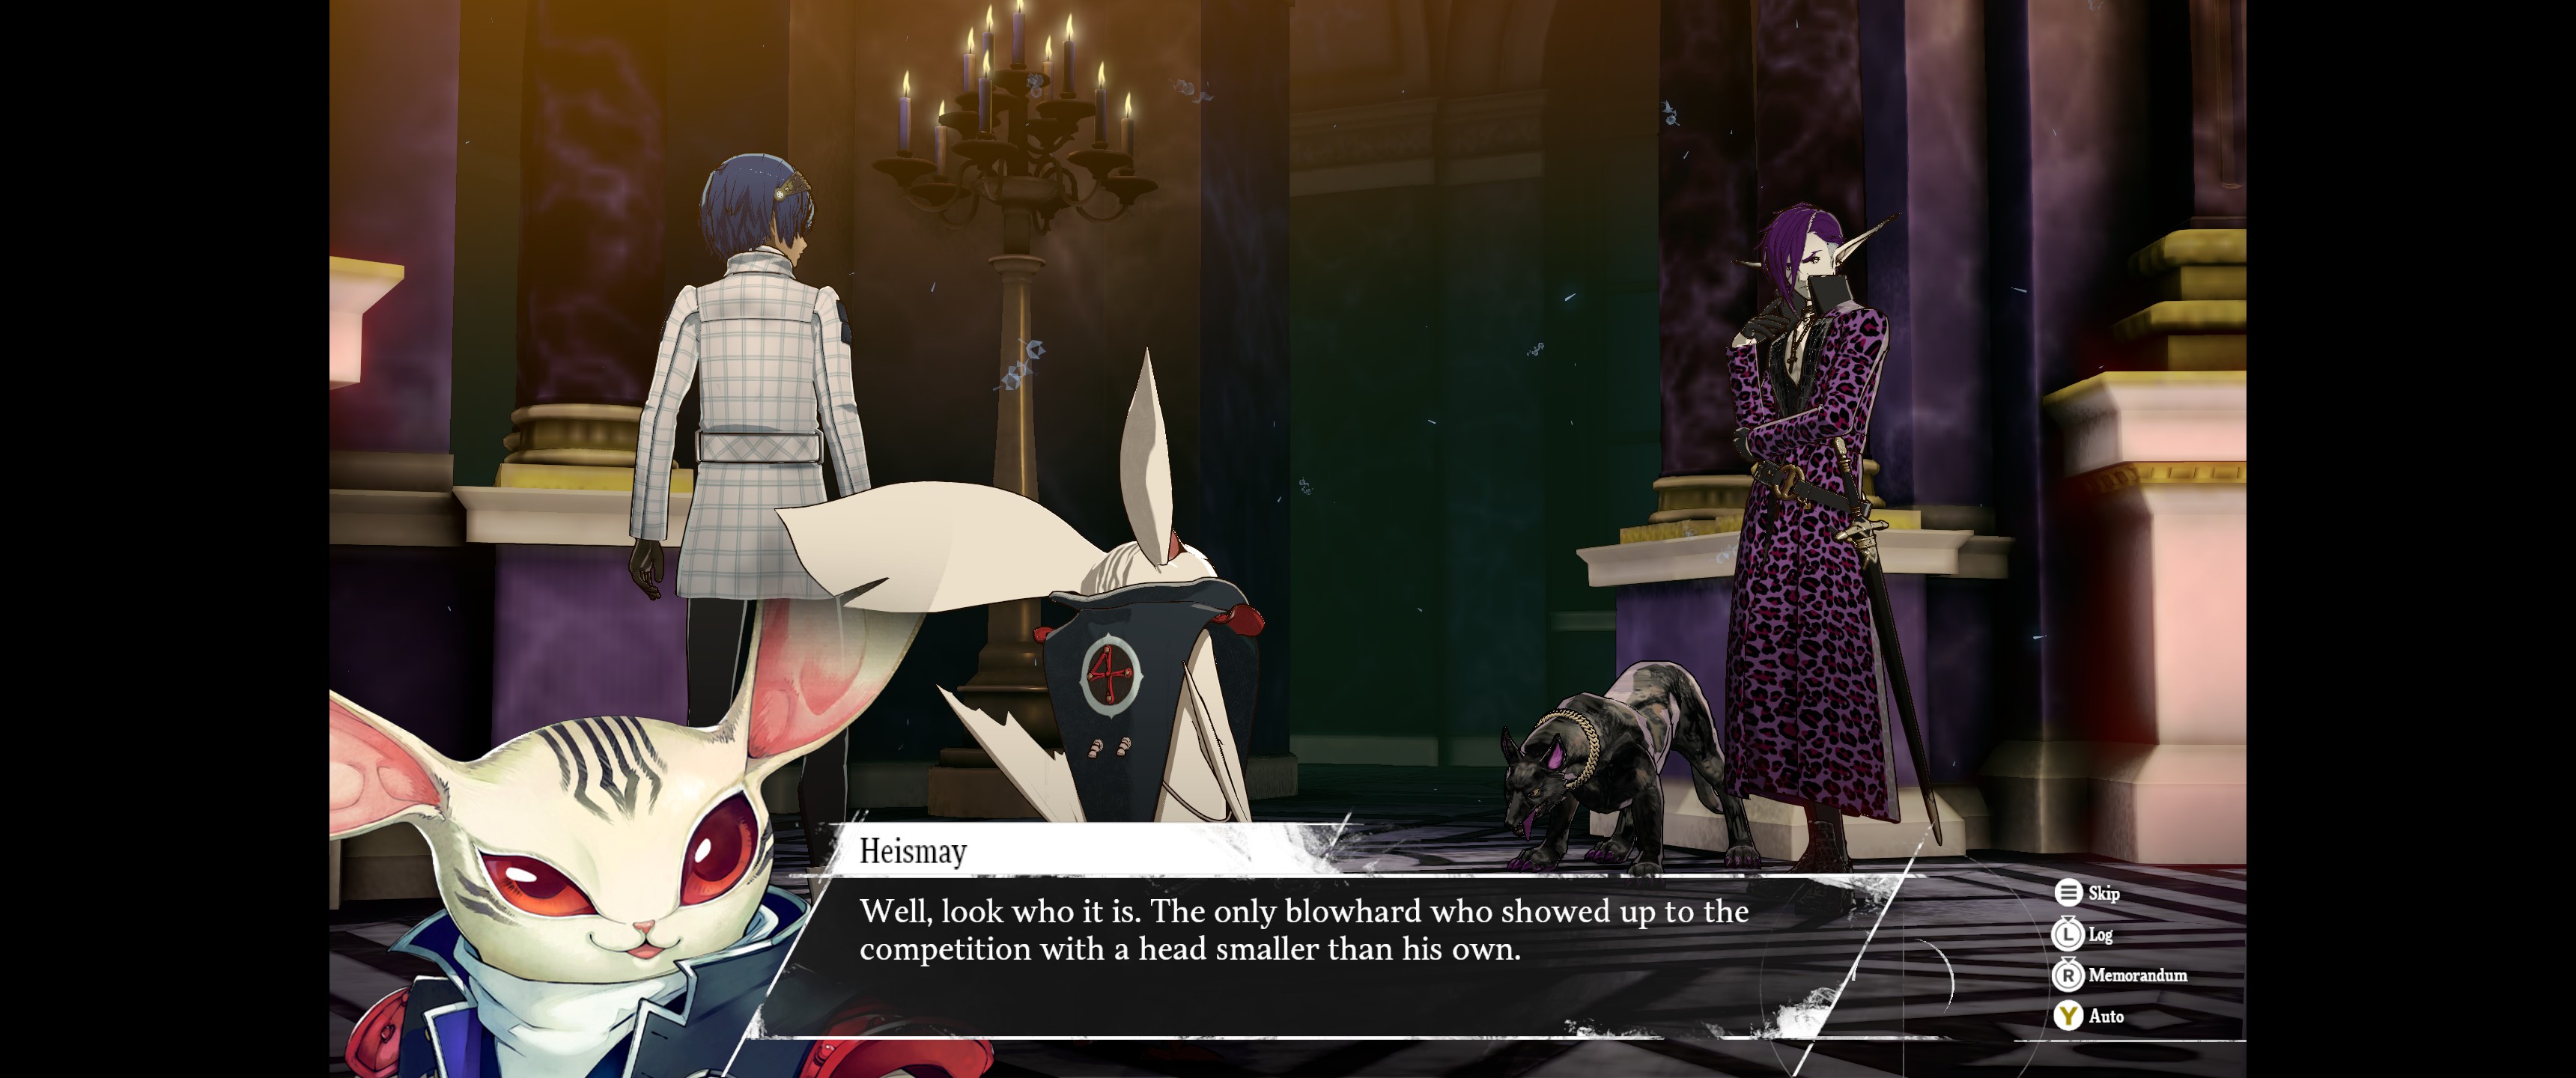 Heismay
Well, look who it is. The only blowhard who showed up to the
competition with a head smaller than his own.
Skip
L Log
R Memorandum
Y Auto
4